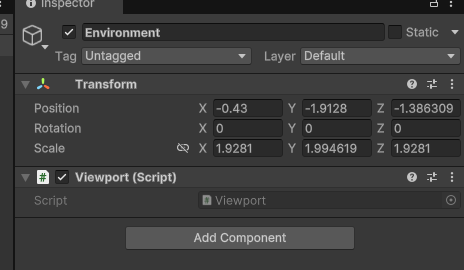 Inspector
9
Environment
Static
Tag Untagged Layer Default
Transform
Position X -0.43 Y -1.9128 Z -1.386309
Rotation X 0 Y 0 Z 0
Scale X 1.9281 Y 1.994619 Z 1.9281
# Viewport (Script)
Script # Viewport
Add Component